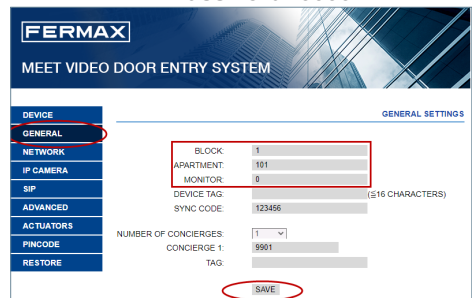 FERMAX
MEET VIDEO DOOR ENTRY SYSTEM
DEVICE
GENERAL SETTINGS
GENERAL
NETWORK
IP CAMERA
SIP
ADVANCED
ACTUATORS
PINCODE
RESTORE
BLOCK: 1
APARTMENT: 101
MONITOR: 0
DEVICE TAG: (≦16 CHARACTERS)
SYNC CODE: 123456
NUMBER OF CONCIERGES: 1
CONCIERGE 1: 9901
TAG:
SAVE